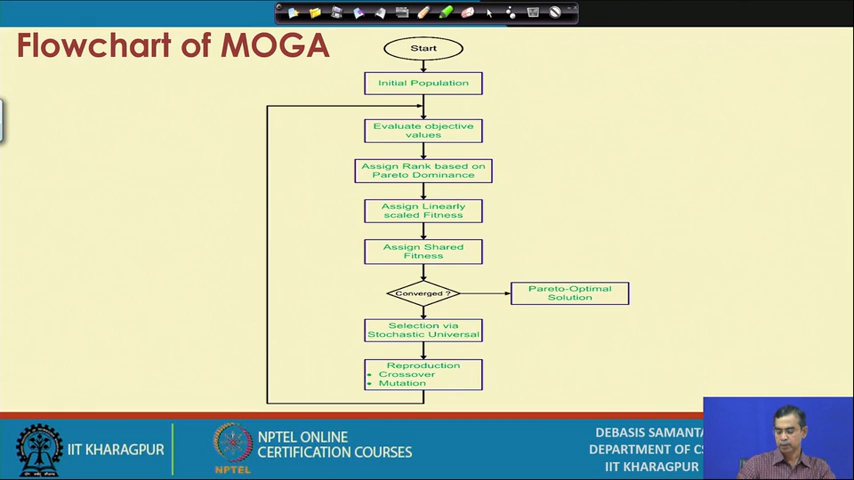 Flowchart of MOGA
Start
Initial Population
Evaluate objective
values
Assign Rank based on
Pareto Dominance
Assign Linearly
scaled Fitness
Assign Shared
Fitness
Converged ?
Pareto-Optimal
Solution
Selection via
Stochastic Universal
Reproduction
• Crossover
• Mutation
IIT KHARAGPUR
NPTEL
NPTEL ONLINE
CERTIFICATION COURSES
DEBASIS SAMANTA
DEPARTMENT OF CS
IIT KHARAGPUR